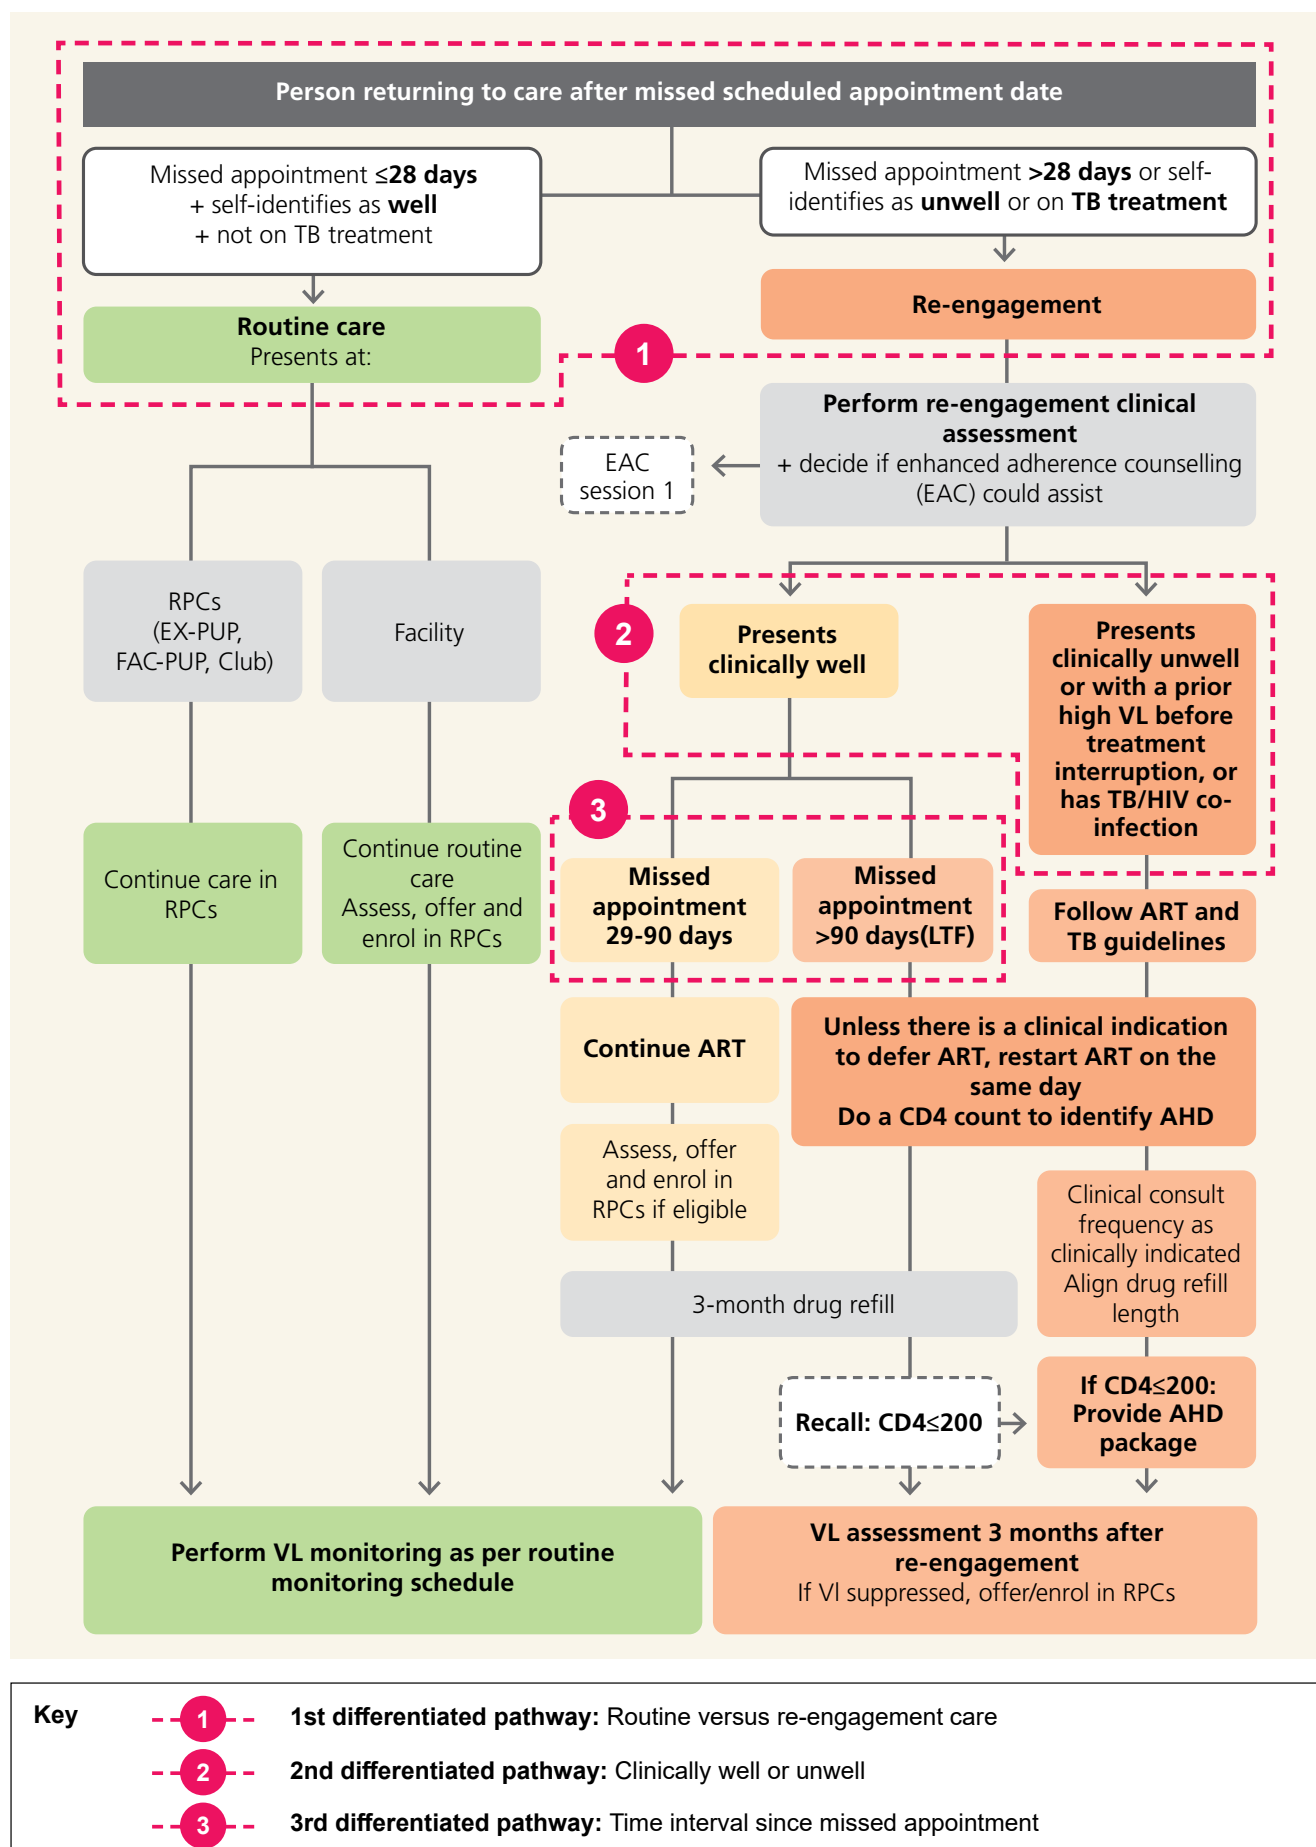 Person returning to care after missed scheduled appointment date
Missed appointment ≤28 days
+ self-identifies as well
+ not on TB treatment
Missed appointment >28 days or self-
identifies as unwell or on TB treatment
Routine care
Presents at:
Re-engagement
1
Perform re-engagement clinical
assessment
+ decide if enhanced adherence counselling
(EAC) could assist
EAC
session 1
RPCs
(EX-PUP,
FAC-PUP, Club)
Facility
2
Presents
clinically well
Presents
clinically unwell
or with a prior
high VL before
treatment
interruption, or
has TB/HIV co-
infection
3
Continue care in
RPCs
Continue routine
care
Assess, offer and
enrol in RPCs
Missed
appointment
29-90 days
Missed
appointment
>90 days(LTF)
Follow ART and
TB guidelines
Continue ART
Unless there is a clinical indication
to defer ART, restart ART on the
same day
Do a CD4 count to identify AHD
Assess, offer
and enrol in
RPCs if eligible
Clinical consult
frequency as
clinically indicated
Align drug refill
length
3-month drug refill
Recall: CD4≤200
If CD4≤200:
Provide AHD
package
Perform VL monitoring as per routine
monitoring schedule
VL assessment 3 months after
re-engagement
If Vl suppressed, offer/enrol in RPCs
Key
1 1st differentiated pathway: Routine versus re-engagement care
2 2nd differentiated pathway: Clinically well or unwell
3 3rd differentiated pathway: Time interval since missed appointment